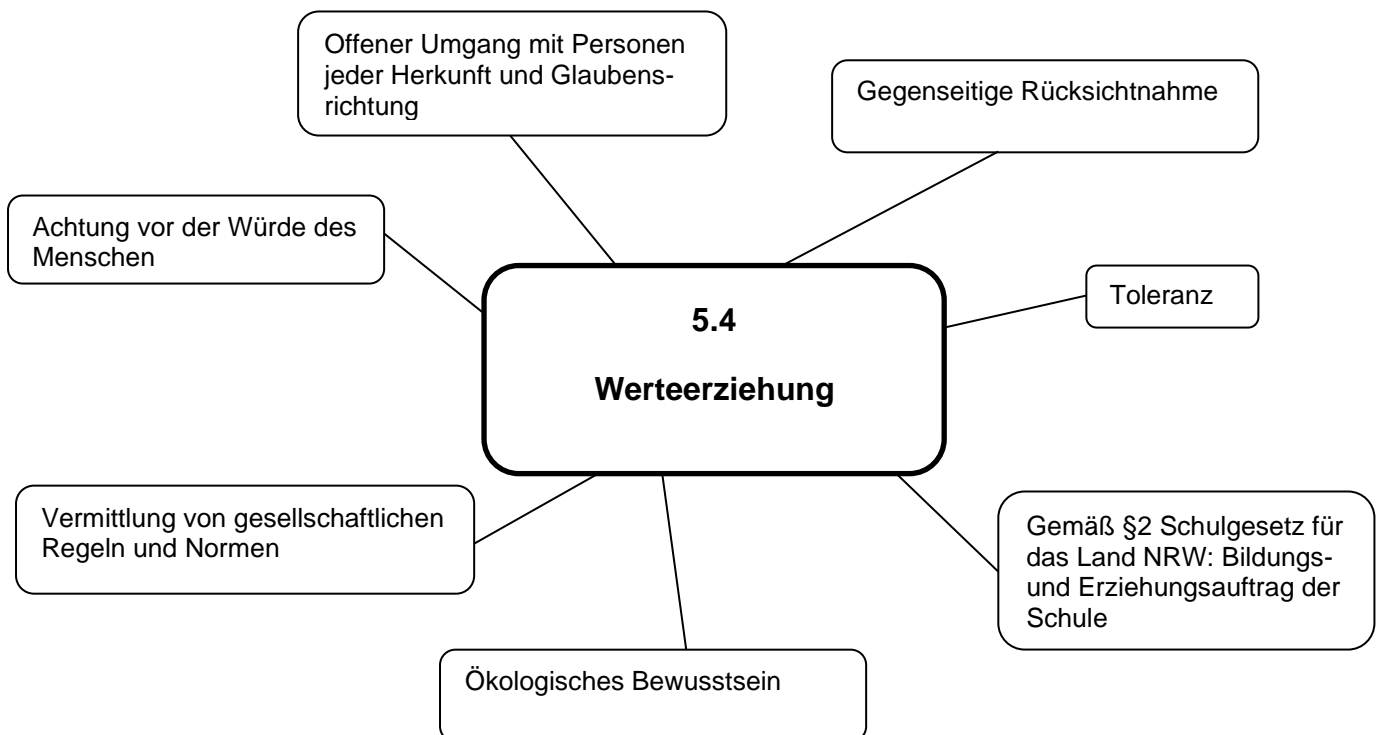 Offener Umgang mit Personen
jeder Herkunft und Glaubens-
richtung
Gegenseitige Rücksichtnahme
Achtung vor der Würde des
Menschen
Toleranz
5.4
Werteerziehung
Vermittlung von gesellschaftlichen
Regeln und Normen
Gemäß §2 Schulgesetz für
das Land NRW: Bildungs-
und Erziehungsauftrag der
Schule
Ökologisches Bewusstsein